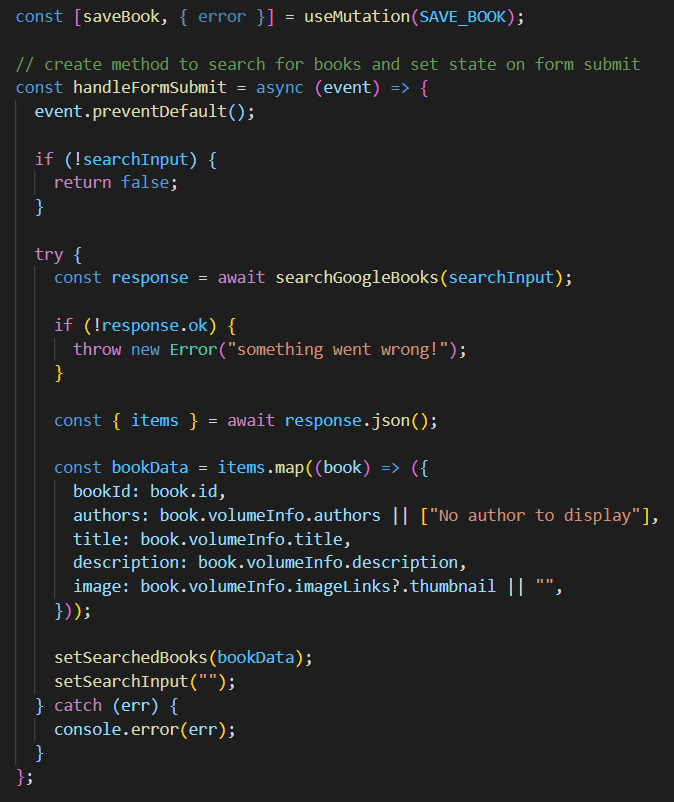 const [saveBook, { error }] = useMutation(SAVE_BOOK);

// create method to search for books and set state on form submit
const handleFormSubmit = async (event) => {
  event.preventDefault();

  if (!searchInput) {
    return false;
  }

  try {
    const response = await searchGoogleBooks(searchInput);

    if (!response.ok) {
      throw new Error("something went wrong!");
    }

    const { items } = await response.json();

    const bookData = items.map((book) => ({
      bookId: book.id,
      authors: book.volumeInfo.authors || ["No author to display"],
      title: book.volumeInfo.title,
      description: book.volumeInfo.description,
      image: book.volumeInfo.imageLinks?.thumbnail || "",
    }));

    setSearchedBooks(bookData);
    setSearchInput("");
  } catch (err) {
    console.error(err);
  }
};